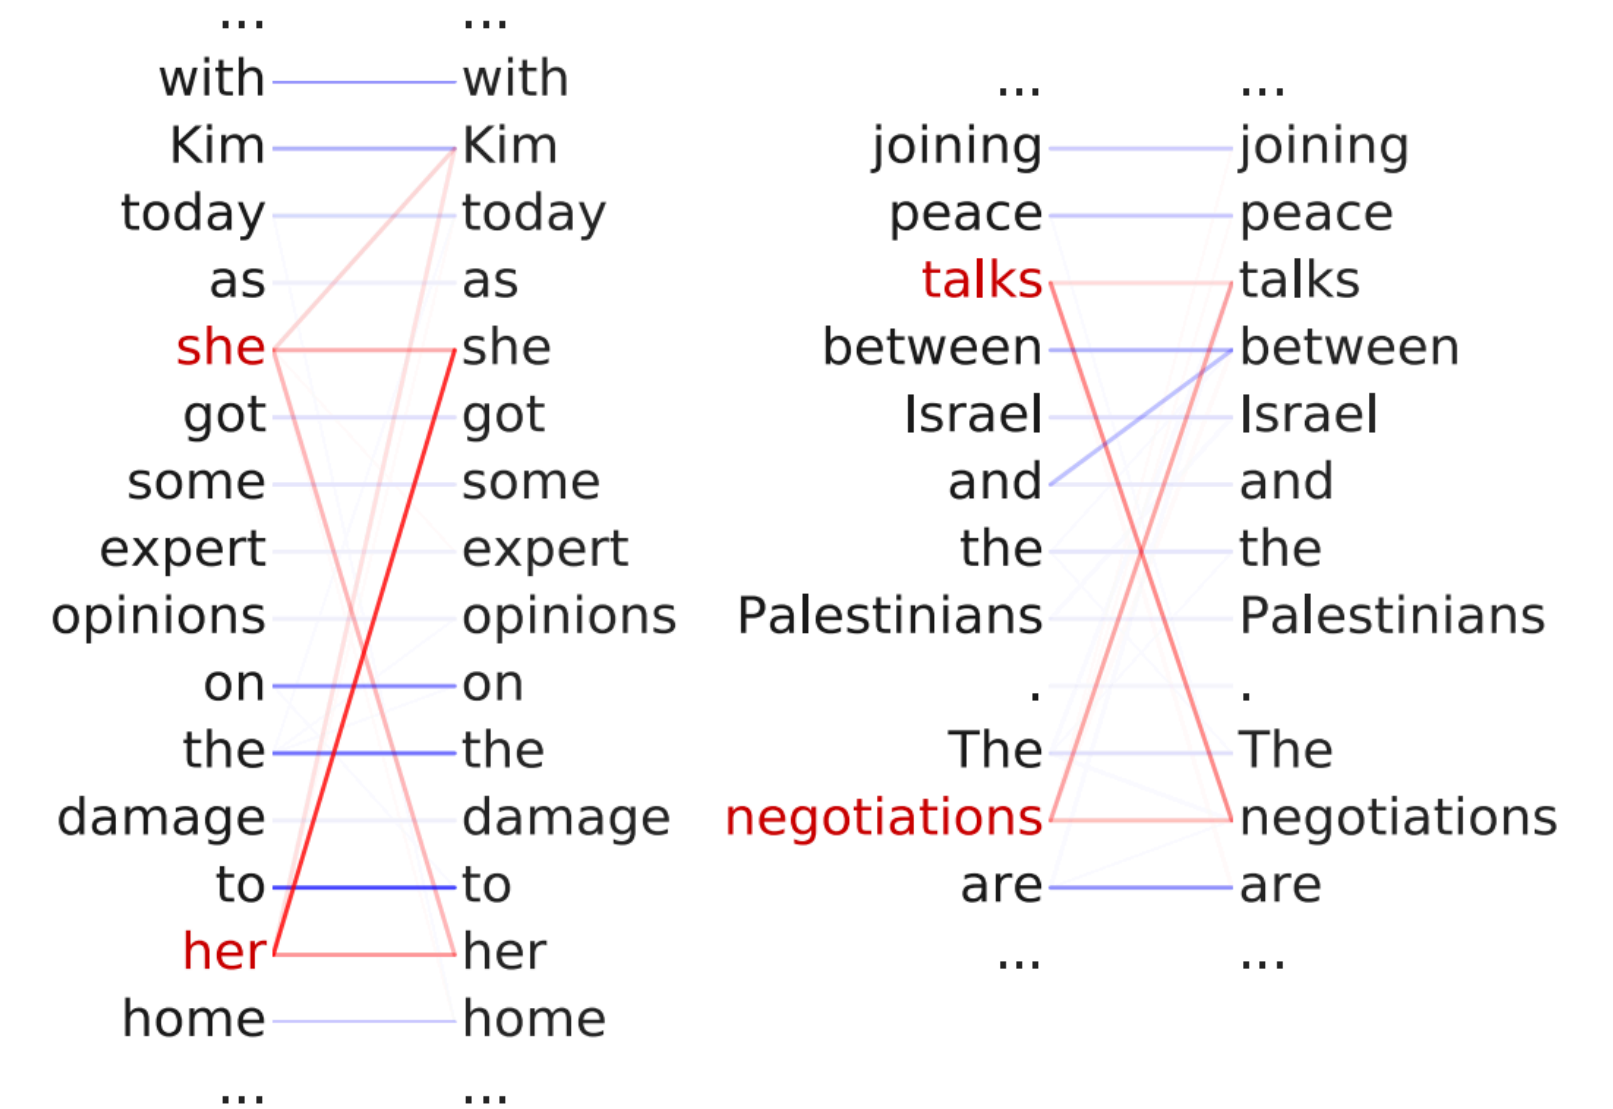 ... ...
with with
Kim Kim
today today
as as
she she
got got
some some
expert expert
opinions opinions
on on
the the
damage damage
to to
her her
home home
... ...
... ...
joining joining
peace peace
talks talks
between between
Israel Israel
and and
the the
Palestinians Palestinians
. .
The The
negotiations negotiations
are are
... ...